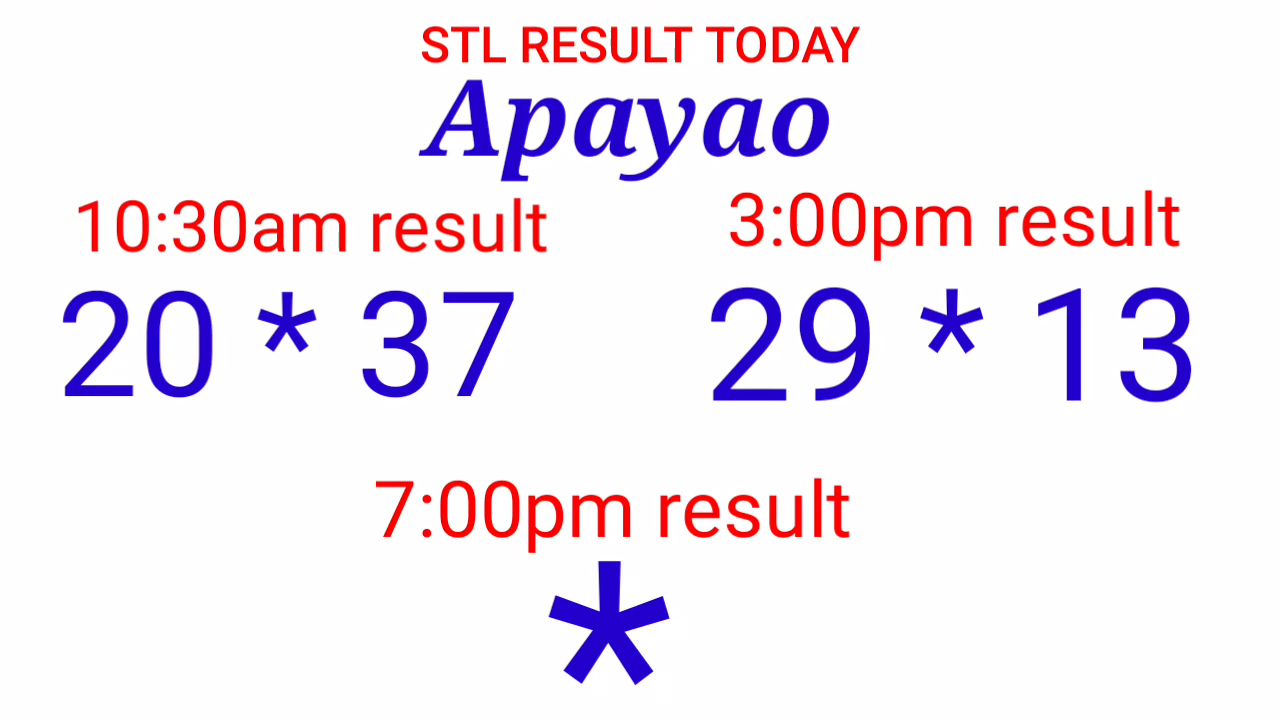 STL RESULT TODAY
Apayao
10:30am result
20 * 37
3:00pm result
29 * 13
7:00pm result
*